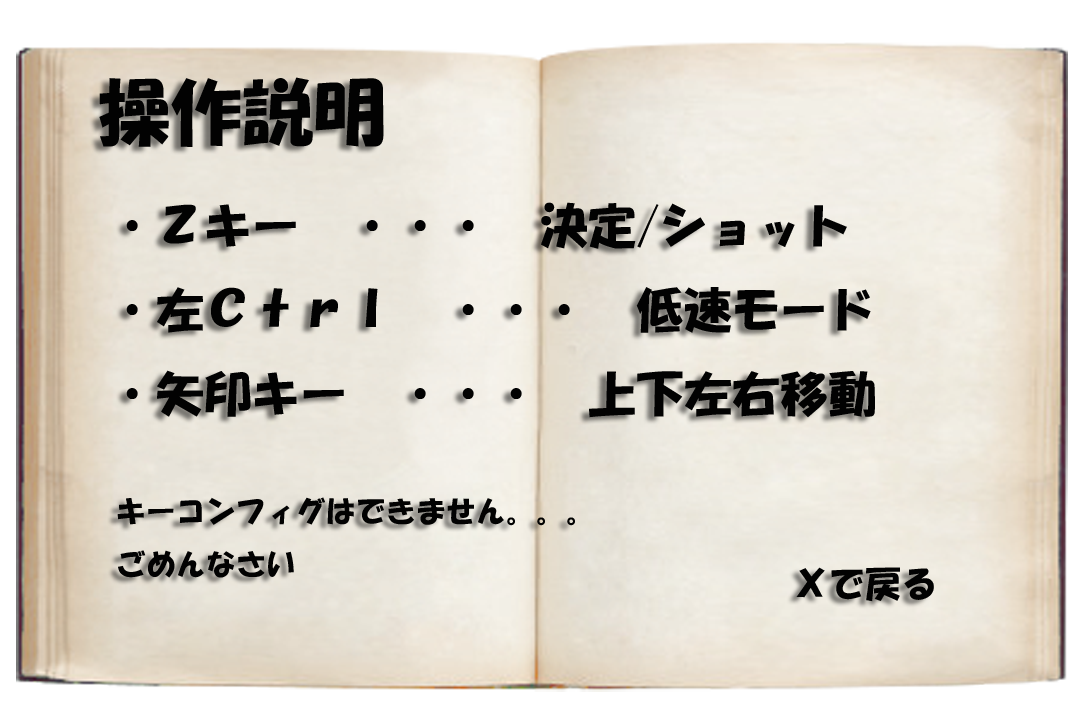 操作説明
・Zキー　・・・　決定/ショット
・左Ctrl　・・・　低速モード
・矢印キー　・・・　上下左右移動
キーコンフィグはできません。。。
ごめんなさい
Xで戻る